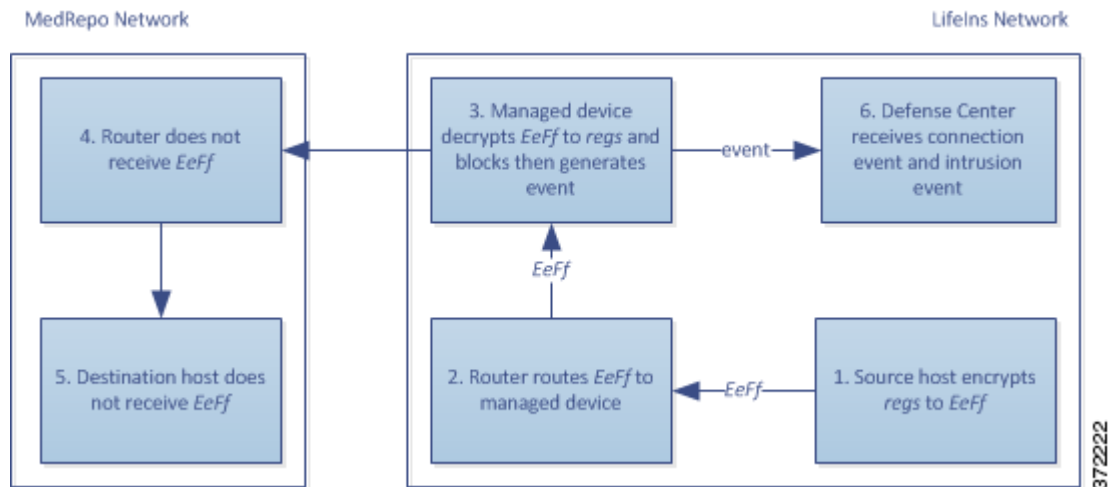 MedRepo Network
LifeIns Network
4. Router does not
receive EeFf
3. Managed device
decrypts EeFf to regs and
blocks then generates
event
event
6. Defense Center
receives connection
event and intrusion
event
EeFf
5. Destination host does
not receive EeFf
2. Router routes EeFf to
managed device
EeFf
1. Source host encrypts
regs to EeFf
372222